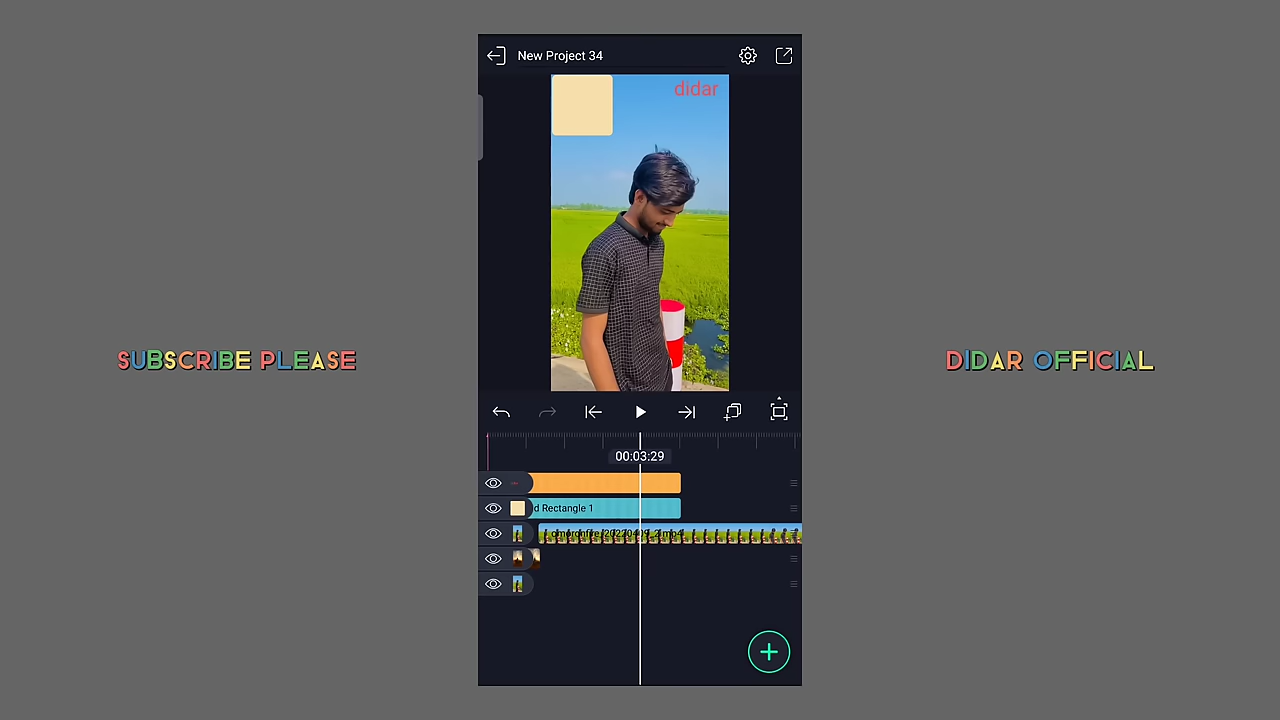 New Project 34
didar
SUBSCRIBE PLEASE
DIDAR OFFICIAL
00:03:29
d Rectangle 1